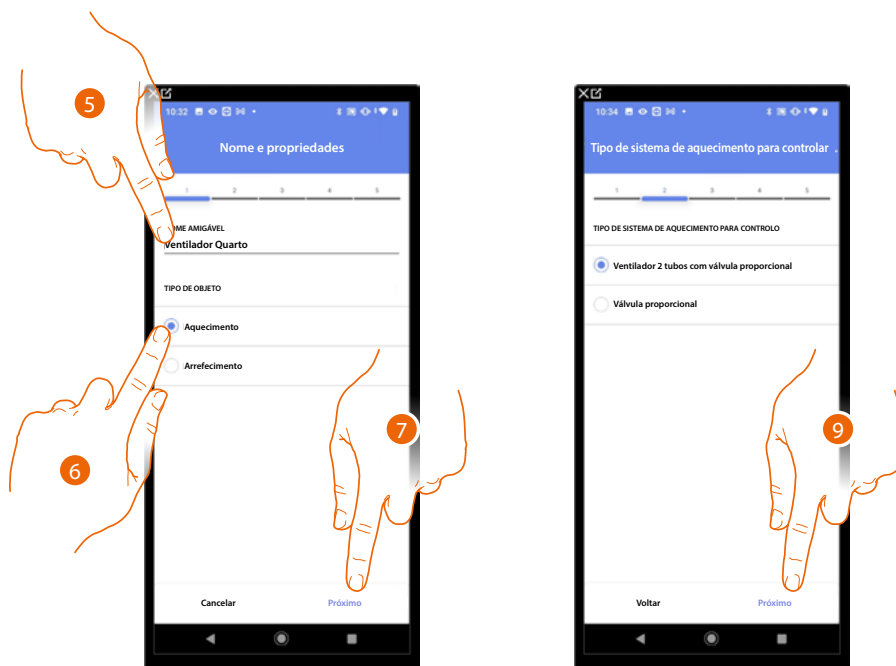 5
10:32
Nome e propriedades
1 2 3 4 5
NOME AMIGÁVEL
Ventilador Quarto
TIPO DE OBJETO
Aquecimento
Arrefecimento
6
7
Cancelar Próximo
10:34
Tipo de sistema de aquecimento para controlar .
1 2 3 4 5
TIPO DE SISTEMA DE AQUECIMENTO PARA CONTROLO
Ventilador 2 tubos com válvula proporcional
Válvula proporcional
9
Voltar Próximo